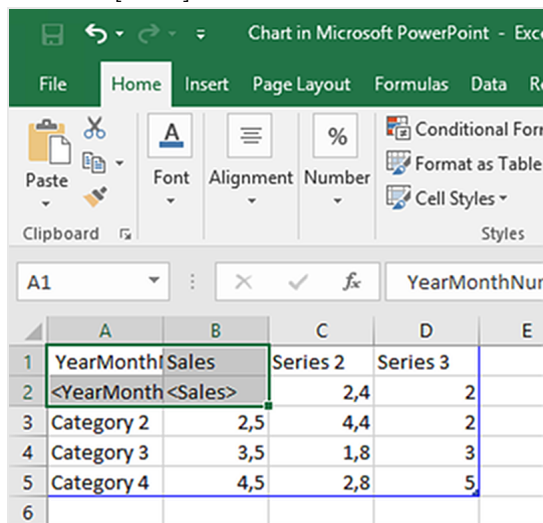 Chart in Microsoft PowerPoint - Exce
File Home Insert Page Layout Formulas Data R
Paste Font Alignment Number Conditional For
Format as Table
Cell Styles
Clipboard Styles
A1 fx YearMonthNu
A B C D E
1 YearMonth Sales Series 2 Series 3
2 <YearMonth <Sales> 2,4 2
3 Category 2 2,5 4,4 2
4 Category 3 3,5 1,8 3
5 Category 4 4,5 2,8 5
6